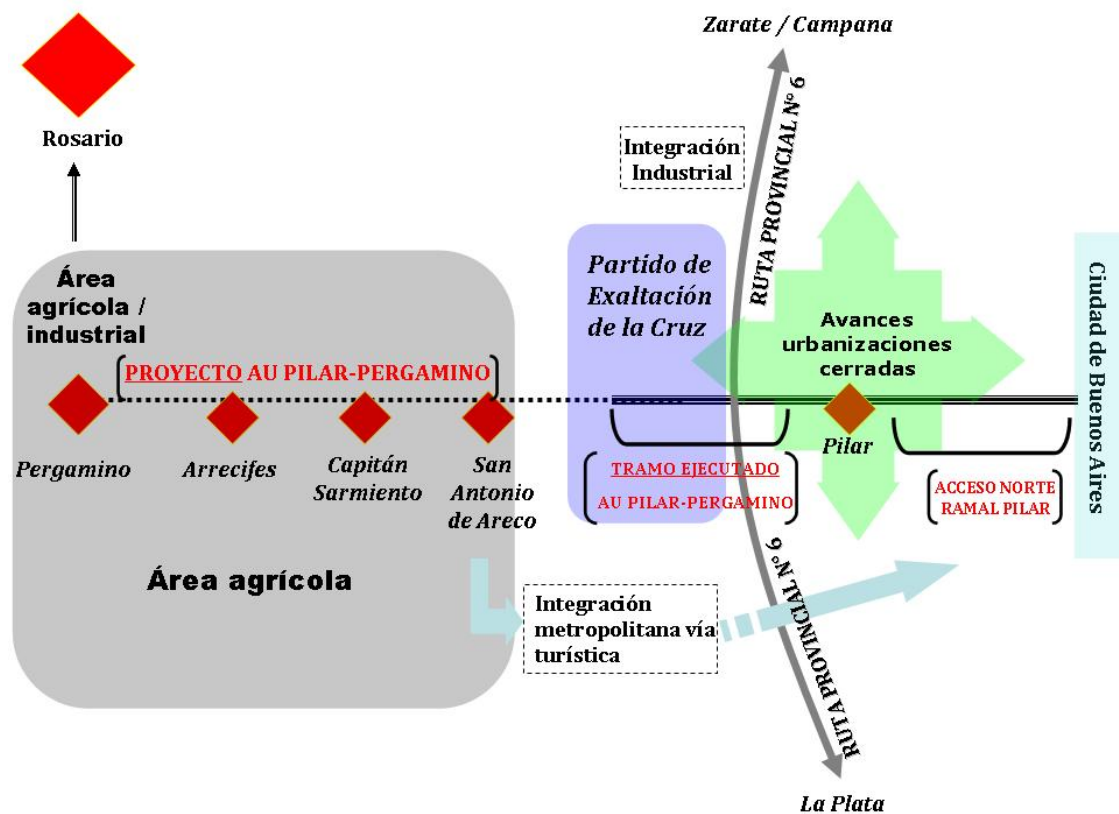 Zarate / Campana
Rosario
Integración
Industrial
RUTA PROVINCIAL N° 6
Área
agrícola /
industrial
Partido de
Exaltación
de la Cruz
Avances
urbanizaciones
cerradas
Ciudad de Buenos Aires
PROYECTO AU PILAR-PERGAMINO
Pergamino
Arrecifes
Capitán
Sarmiento
San
Antonio
de Areco
TRAMO EJECUTADO
AU PILAR-PERGAMINO
Pilar
ACCESO NORTE
RAMAL PILAR
Área agrícola
Integración
metropolitana vía
turística
RUTA PROVINCIAL N° 6
La Plata